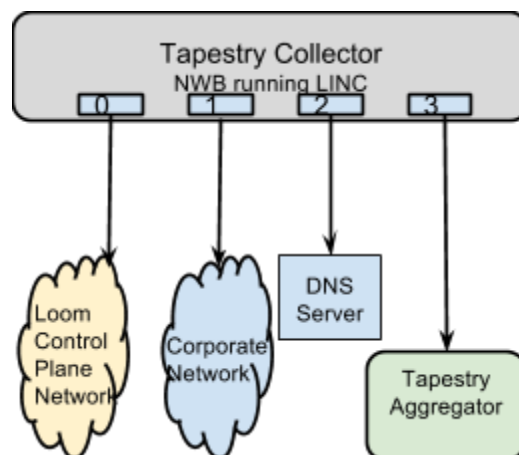 Tapestry Collector
NWB running LINC
0 1 2 3
Loom
Control
Plane
Network
Corporate
Network
DNS
Server
Tapestry
Aggregator